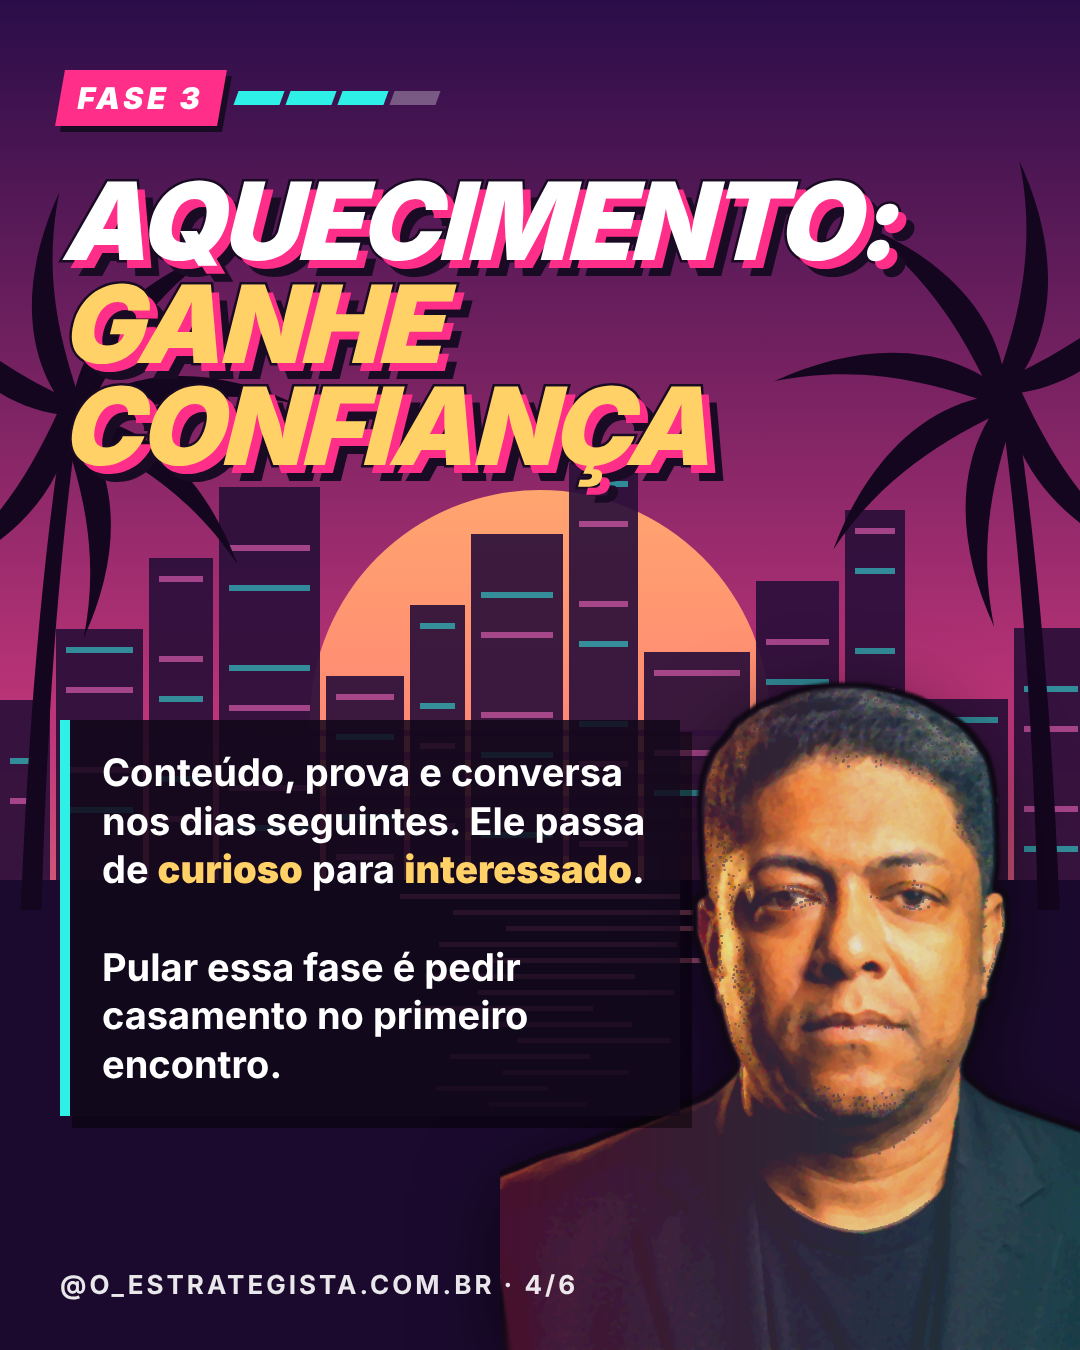 FASE 3
AQUECIMENTO:
GANHE
CONFIANÇA
Conteúdo, prova e conversa
nos dias seguintes. Ele passa
de curioso para interessado.
Pular essa fase é pedir
casamento no primeiro
encontro.
@O_ESTRATEGISTA.COM.BR · 4/6